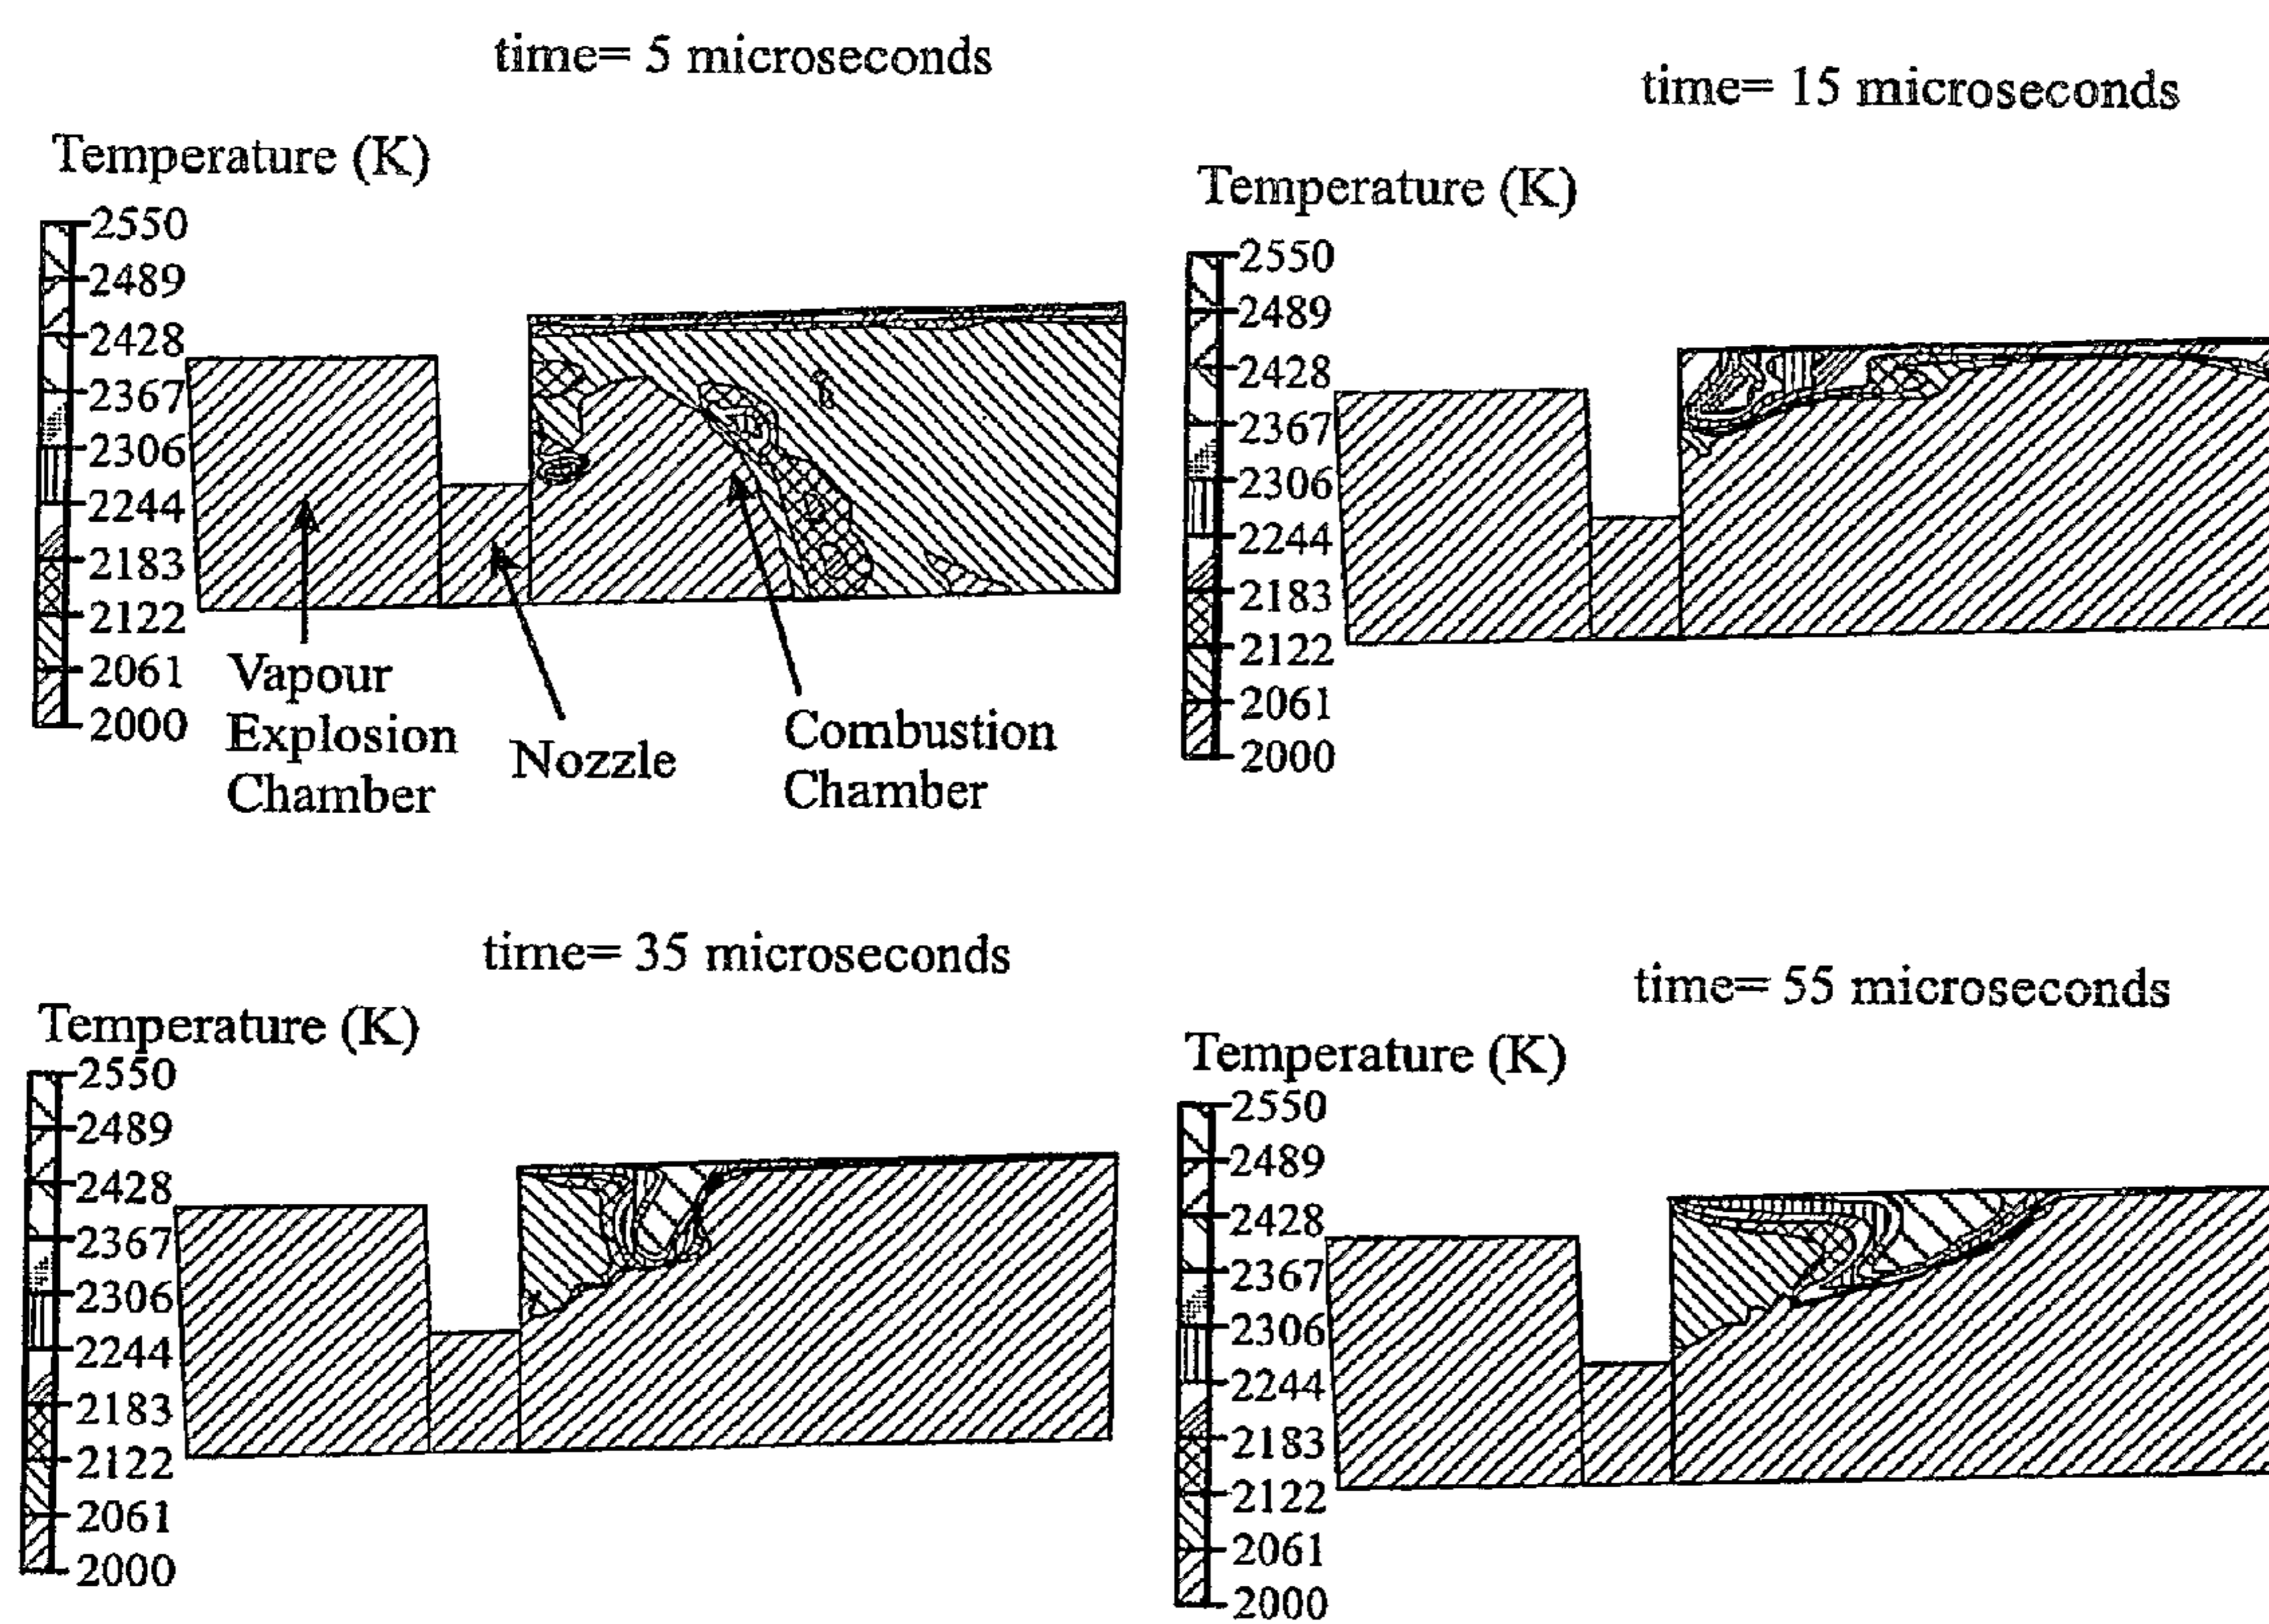 time= 5 microseconds
Temperature (K)
2550
2489
2428
2367
2306
2244
2183
2122
2061
2000
Vapour
Explosion
Chamber
Nozzle
Combustion
Chamber
time= 15 microseconds
Temperature (K)
2550
2489
2428
2367
2306
2244
2183
2122
2061
2000
time= 35 microseconds
Temperature (K)
2550
2489
2428
2367
2306
2244
2183
2122
2061
2000
time= 55 microseconds
Temperature (K)
2550
2489
2428
2367
2306
2244
2183
2122
2061
2000